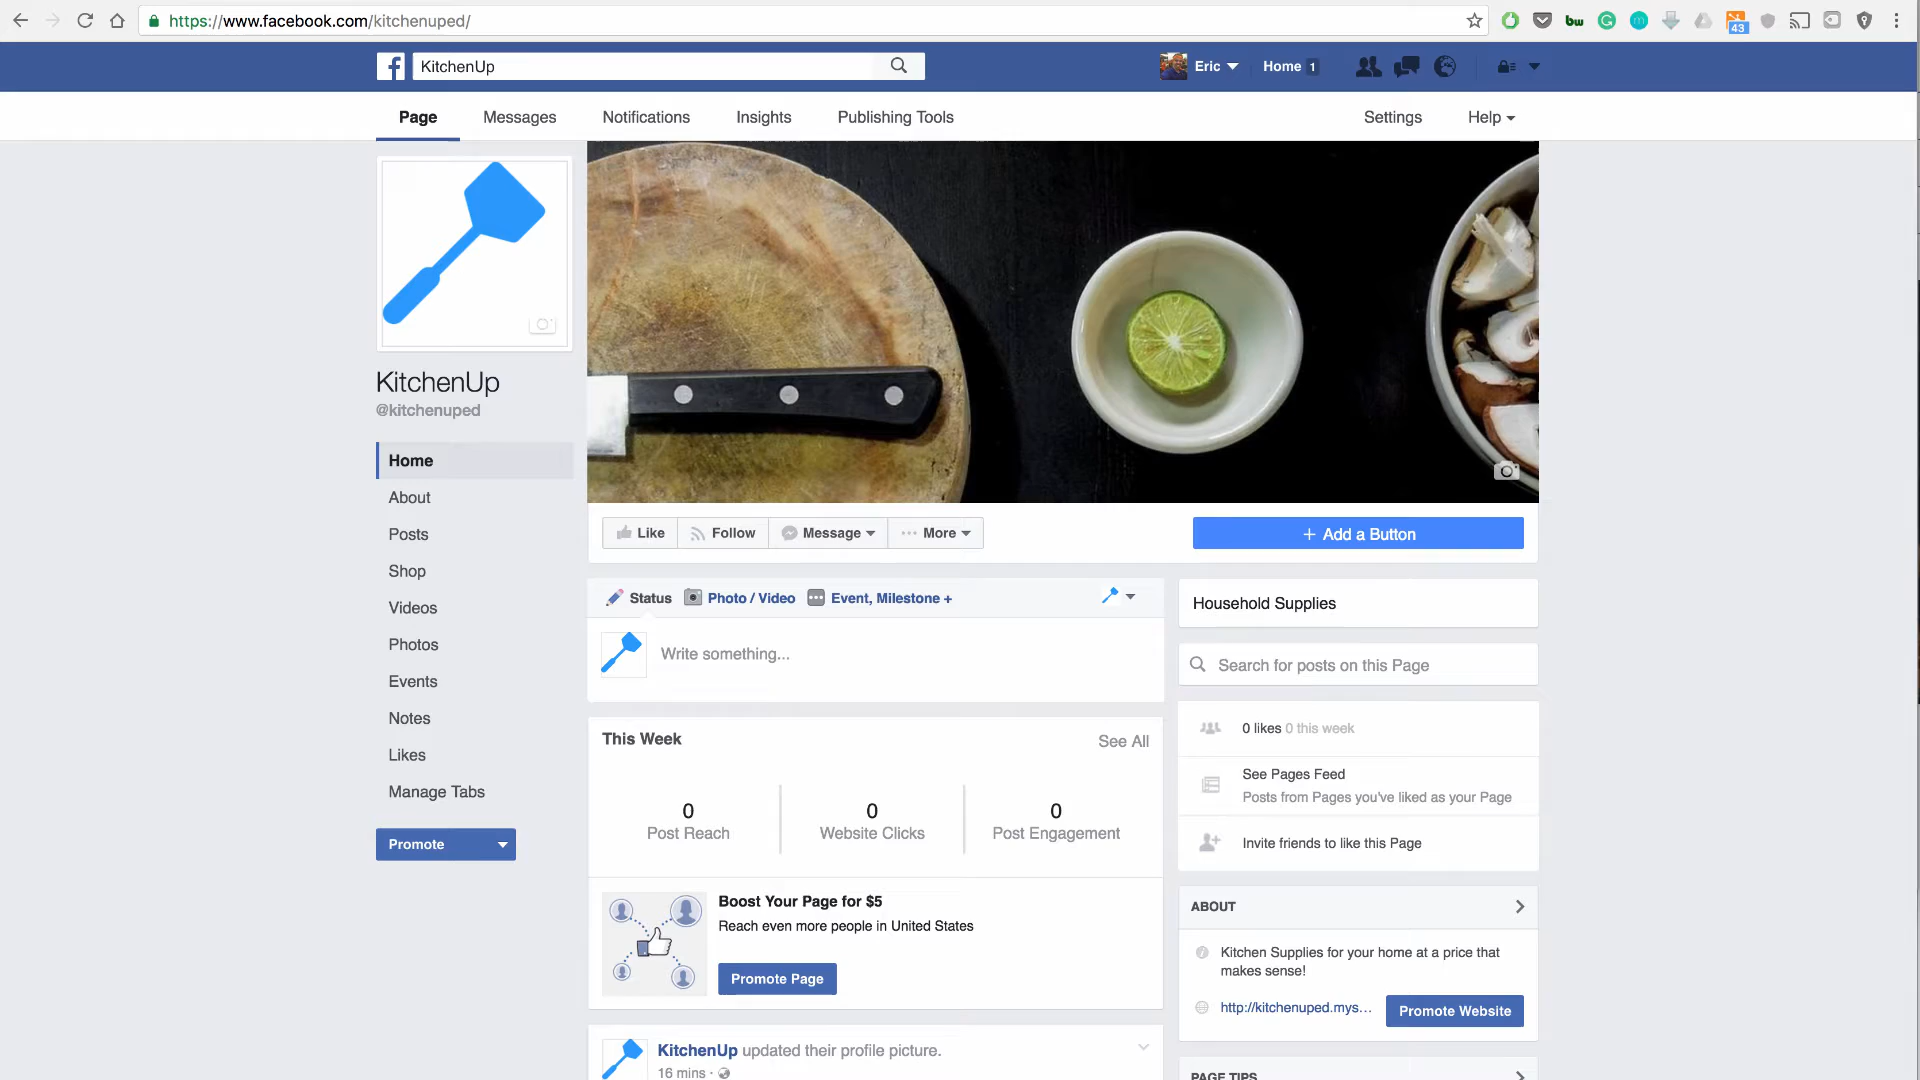 https://www.facebook.com/kitchenuped/
bw
43
KitchenUp
Eric
Home 1
Page
Messages
Notifications
Insights
Publishing Tools
Settings
Help
KitchenUp
@kitchenuped
Home
About
Posts
Shop
Videos
Photos
Events
Notes
Likes
Manage Tabs
Promote
Like
Follow
Message
More
+ Add a Button
Status
Photo / Video
Event, Milestone +
Write something...
This Week
See All
0
Post Reach
0
Website Clicks
0
Post Engagement
Boost Your Page for $5
Reach even more people in United States
Promote Page
KitchenUp updated their profile picture.
16 mins ·
Household Supplies
Search for posts on this Page
0 likes 0 this week
See Pages Feed
Posts from Pages you've liked as your Page
Invite friends to like this Page
ABOUT
Kitchen Supplies for your home at a price that
makes sense!
http://kitchenuped.mys...
Promote Website
PAGE TIPS